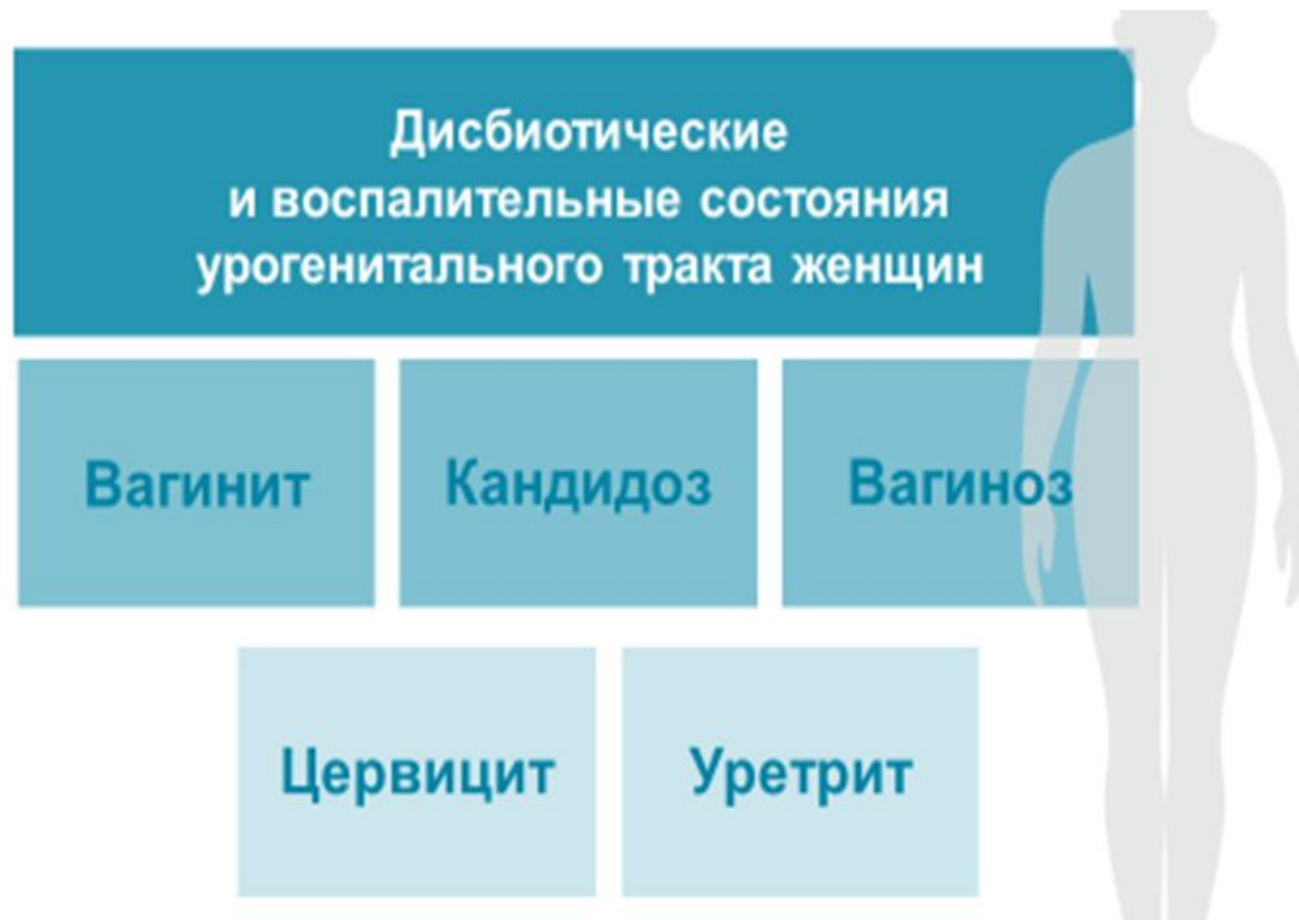 Дисбиотические
и воспалительные состояния
урогенитального тракта женщин
Вагинит
Кандидоз
Вагиноз
Цервицит
Уретрит